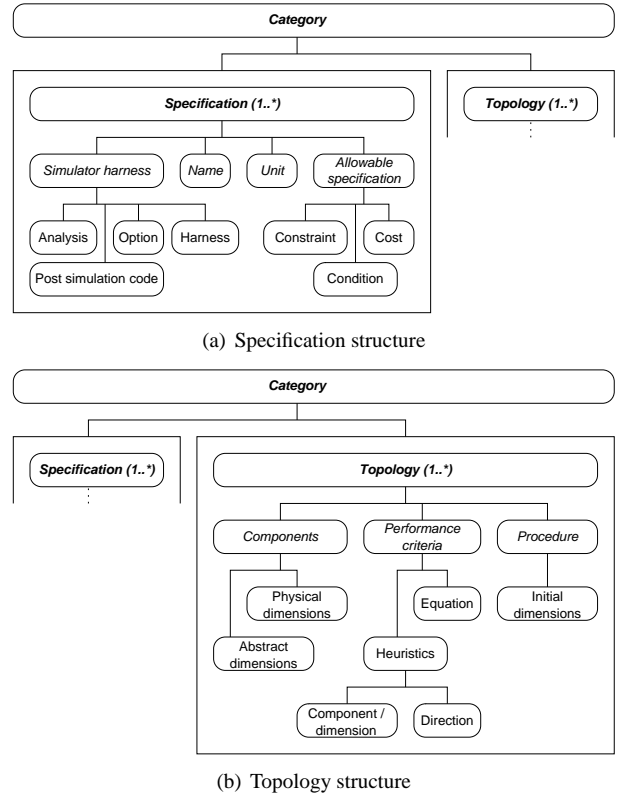 Category
Specification (1..*)
Topology (1..*)
Simulator harness
Name
Unit
Allowable
specification
Analysis
Option
Harness
Constraint
Cost
Post simulation code
Condition
(a) Specification structure
Category
Specification (1..*)
Topology (1..*)
Components
Performance
criteria
Procedure
Physical
dimensions
Equation
Initial
dimensions
Abstract
dimensions
Heuristics
Component /
dimension
Direction
(b) Topology structure